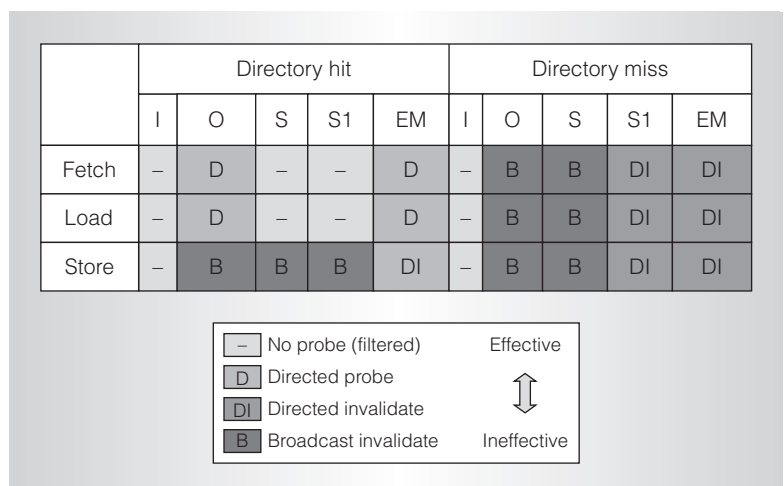 Directory hit Directory miss
I O S S1 EM I O S S1 EM
Fetch – D – – D – B B DI DI
Load – D – – D – B B DI DI
Store – B B B DI – B B DI DI
– No probe (filtered) Effective
D Directed probe
DI Directed invalidate
B Broadcast invalidate Ineffective